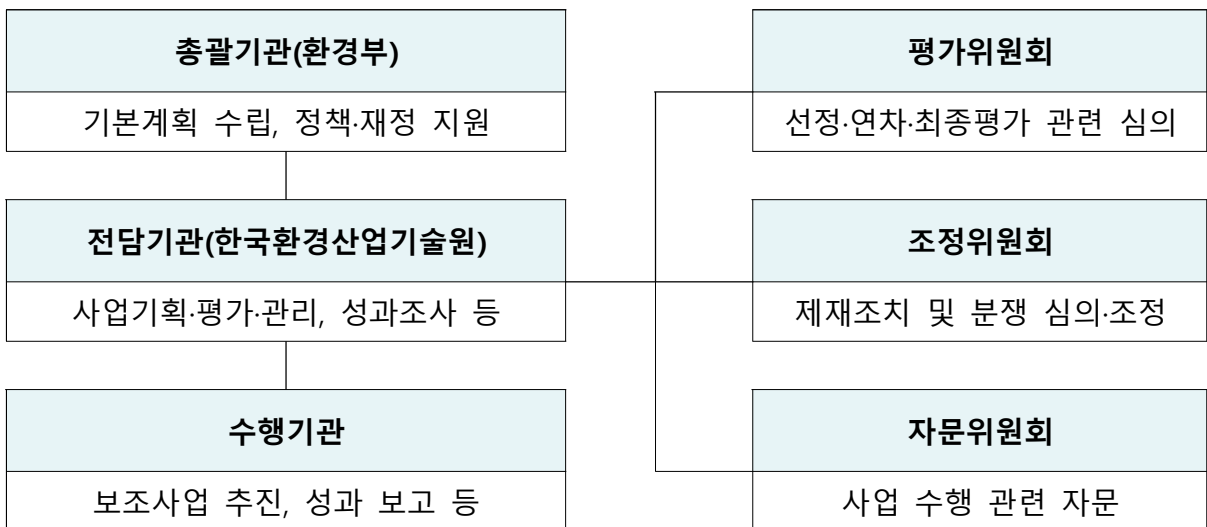 총괄기관(환경부)
기본계획 수립, 정책·재정 지원
전담기관(한국환경산업기술원)
사업기획·평가·관리, 성과조사 등
수행기관
보조사업 추진, 성과 보고 등
평가위원회
선정·연차·최종평가 관련 심의
조정위원회
제재조치 및 분쟁 심의·조정
자문위원회
사업 수행 관련 자문